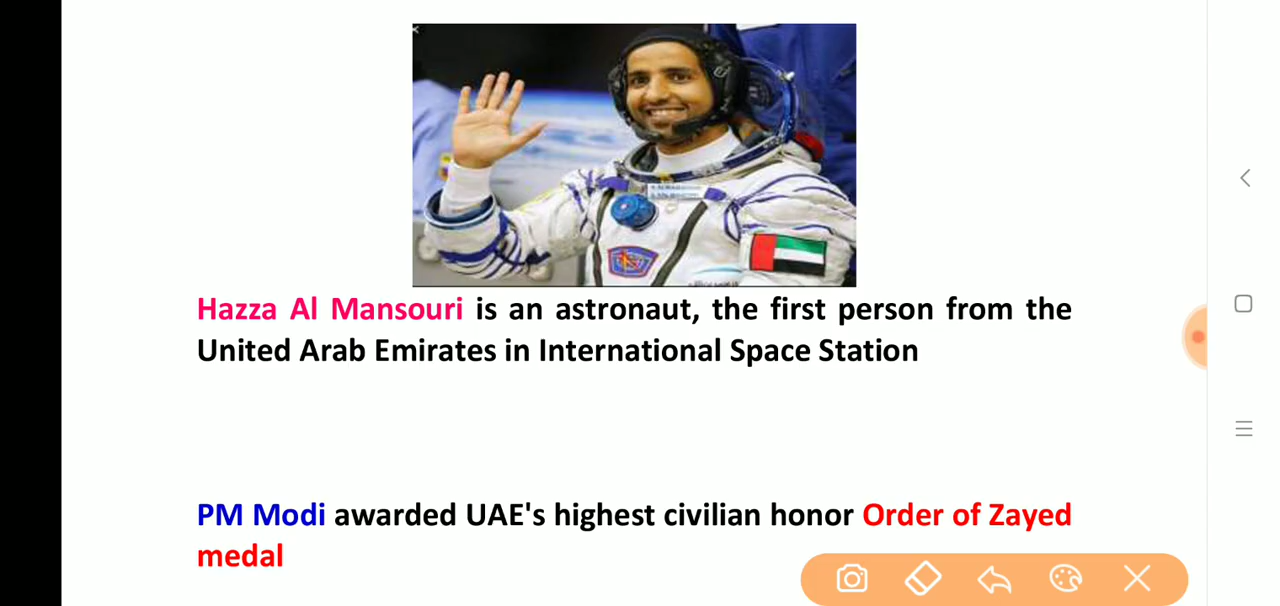 Hazza Al Mansouri is an astronaut, the first person from the
United Arab Emirates in International Space Station
PM Modi awarded UAE's highest civilian honor Order of Zayed
medal